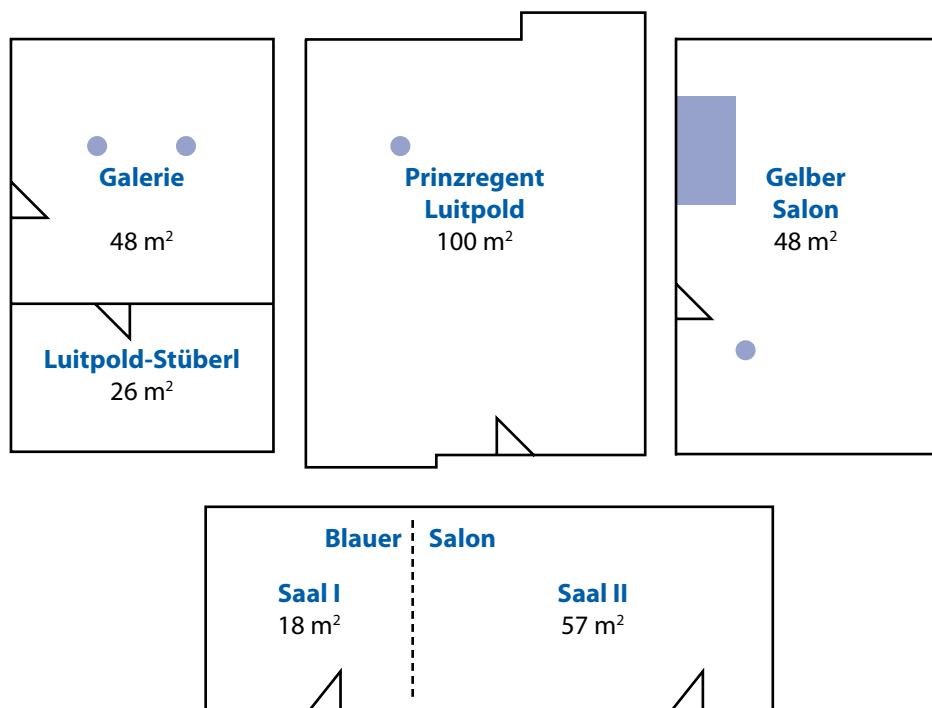 Galerie
48 m²
Luitpold-Stüberl
26 m²
Prinzregent
Luitpold
100 m²
Gelber
Salon
48 m²
Blauer Salon
Saal I
18 m²
Saal II
57 m²